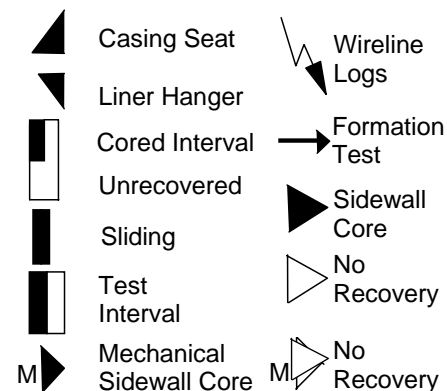 Casing Seat
Liner Hanger
Cored Interval
Unrecovered
Sliding
Test
Interval
M
Mechanical
Sidewall Core
Wireline
Logs
Formation
Test
Sidewall
Core
No
Recovery
M
No
Recovery